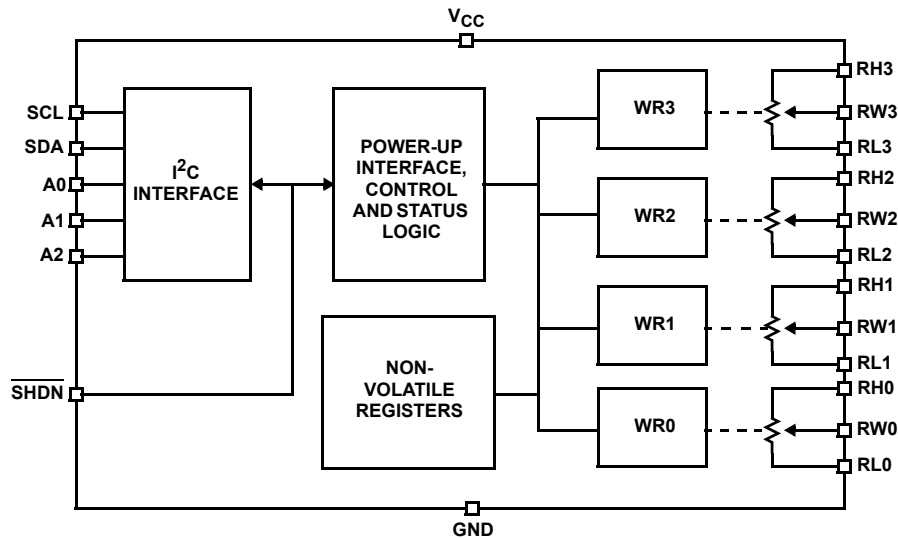 VCC
SCL
SDA
A0
A1
A2
SHDN
I2C
INTERFACE
POWER-UP
INTERFACE,
CONTROL
AND STATUS
LOGIC
NON-
VOLATILE
REGISTERS
WR3
WR2
WR1
WR0
RH3
RW3
RL3
RH2
RW2
RL2
RH1
RW1
RL1
RH0
RW0
RL0
GND